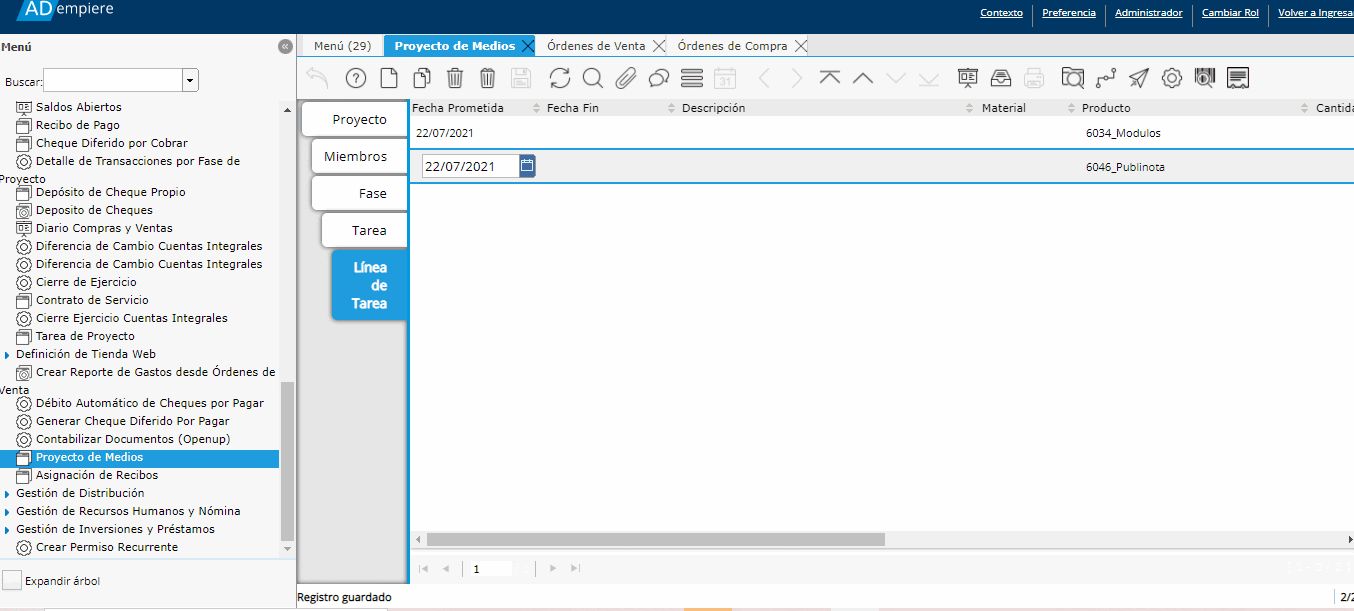 ADempiere
Contexto Preferencia Administrador Cambiar Rol Volver a Ingresa
Menú
Menú (29) Proyecto de Medios Órdenes de Venta Órdenes de Compra
Buscar:
31
Saldos Abiertos
Recibo de Pago
Cheque Diferido por Cobrar
Detalle de Transacciones por Fase de
Proyecto
Depósito de Cheque Propio
Deposito de Cheques
Diario Compras y Ventas
Diferencia de Cambio Cuentas Integrales
Diferencia de Cambio Cuentas Integrales
Cierre de Ejercicio
Contrato de Servicio
Cierre Ejercicio Cuentas Integrales
Tarea de Proyecto
Definición de Tienda Web
Crear Reporte de Gastos desde Órdenes de
Venta
Débito Automático de Cheques por Pagar
Generar Cheque Diferido Por Pagar
Contabilizar Documentos (Openup)
Proyecto de Medios
Asignación de Recibos
Gestión de Distribución
Gestión de Recursos Humanos y Nómina
Gestión de Inversiones y Préstamos
Crear Permiso Recurrente
Expandir árbol
Proyecto
Miembros
Fase
Tarea
Línea
de
Tarea
Fecha Prometida Fecha Fin Descripción Material Producto Cantida
22/07/2021 6034_Modulos
22/07/2021 6046_Publinota
1
Registro guardado
2/2